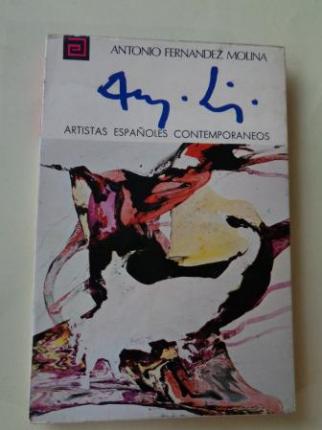 ANTONIO FERNANDEZ MOLINA
ARTISTAS ESPAÑOLES CONTEMPORANEOS